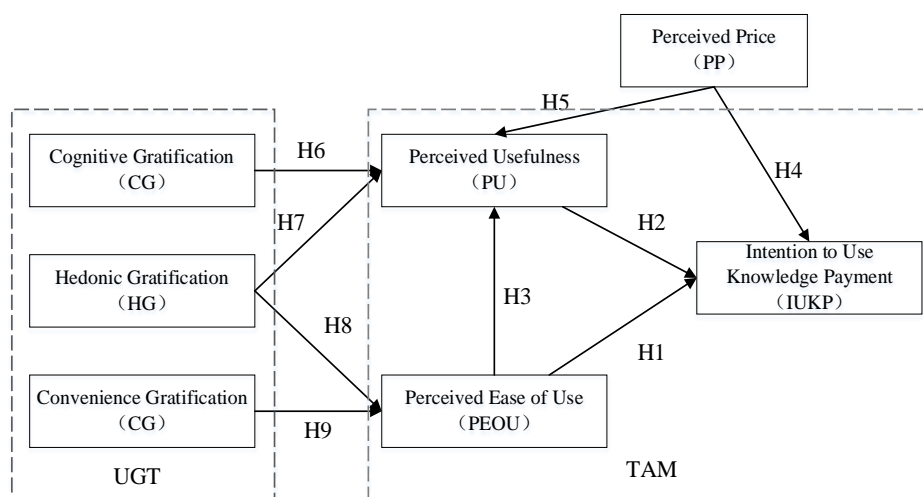 Perceived Price
（PP）
H5
Cognitive Gratification
（CG）
H6
Perceived Usefulness
（PU）
H4
H7
H2
Hedonic Gratification
（HG）
Intention to Use
Knowledge Payment
（IUKP）
H3
H8
H1
Convenience Gratification
（CG）
H9
Perceived Ease of Use
（PEOU）
UGT
TAM